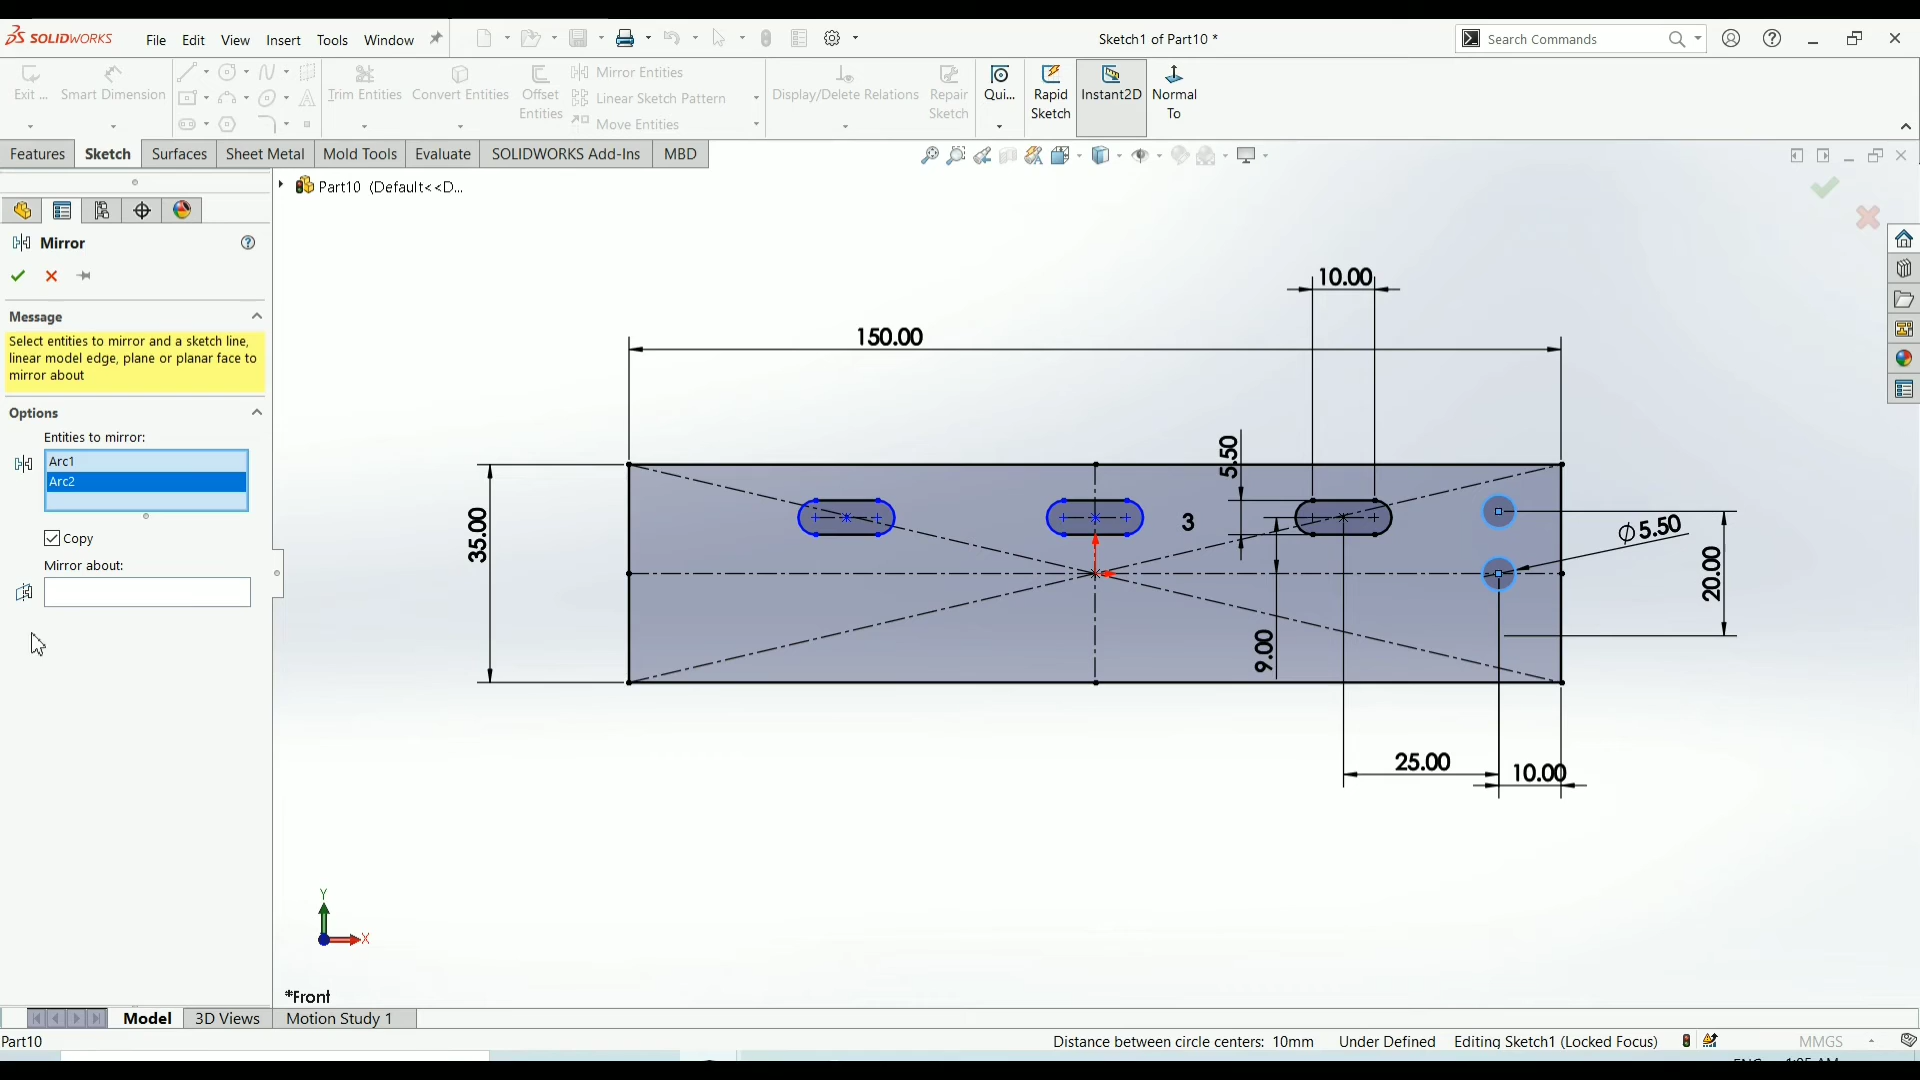 SOLIDWORKS
File Edit View Insert Tools Window
Sketch1 of Part10 *
Search Commands
Exit ...
Smart Dimension
Trim Entities
Convert Entities
Offset Entities
Mirror Entities
Linear Sketch Pattern
Move Entities
Display/Delete Relations
Repair Sketch
Qui...
Rapid Sketch
Instant2D
Normal To
Features Sketch Surfaces Sheet Metal Mold Tools Evaluate SOLIDWORKS Add-Ins MBD
Part10 (Default<<D...
Mirror
Message
Select entities to mirror and a sketch line,
linear model edge, plane or planar face to
mirror about
Options
Entities to mirror:
Arc1
Arc2
Copy
Mirror about:
10.00
150.00
5.50
35.00
3
Ø5.50
20.00
9.00
25.00
10.00
Y
X
*Front
Model 3D Views Motion Study 1
Part10
Distance between circle centers: 10mm Under Defined Editing Sketch1 (Locked Focus) MMGS